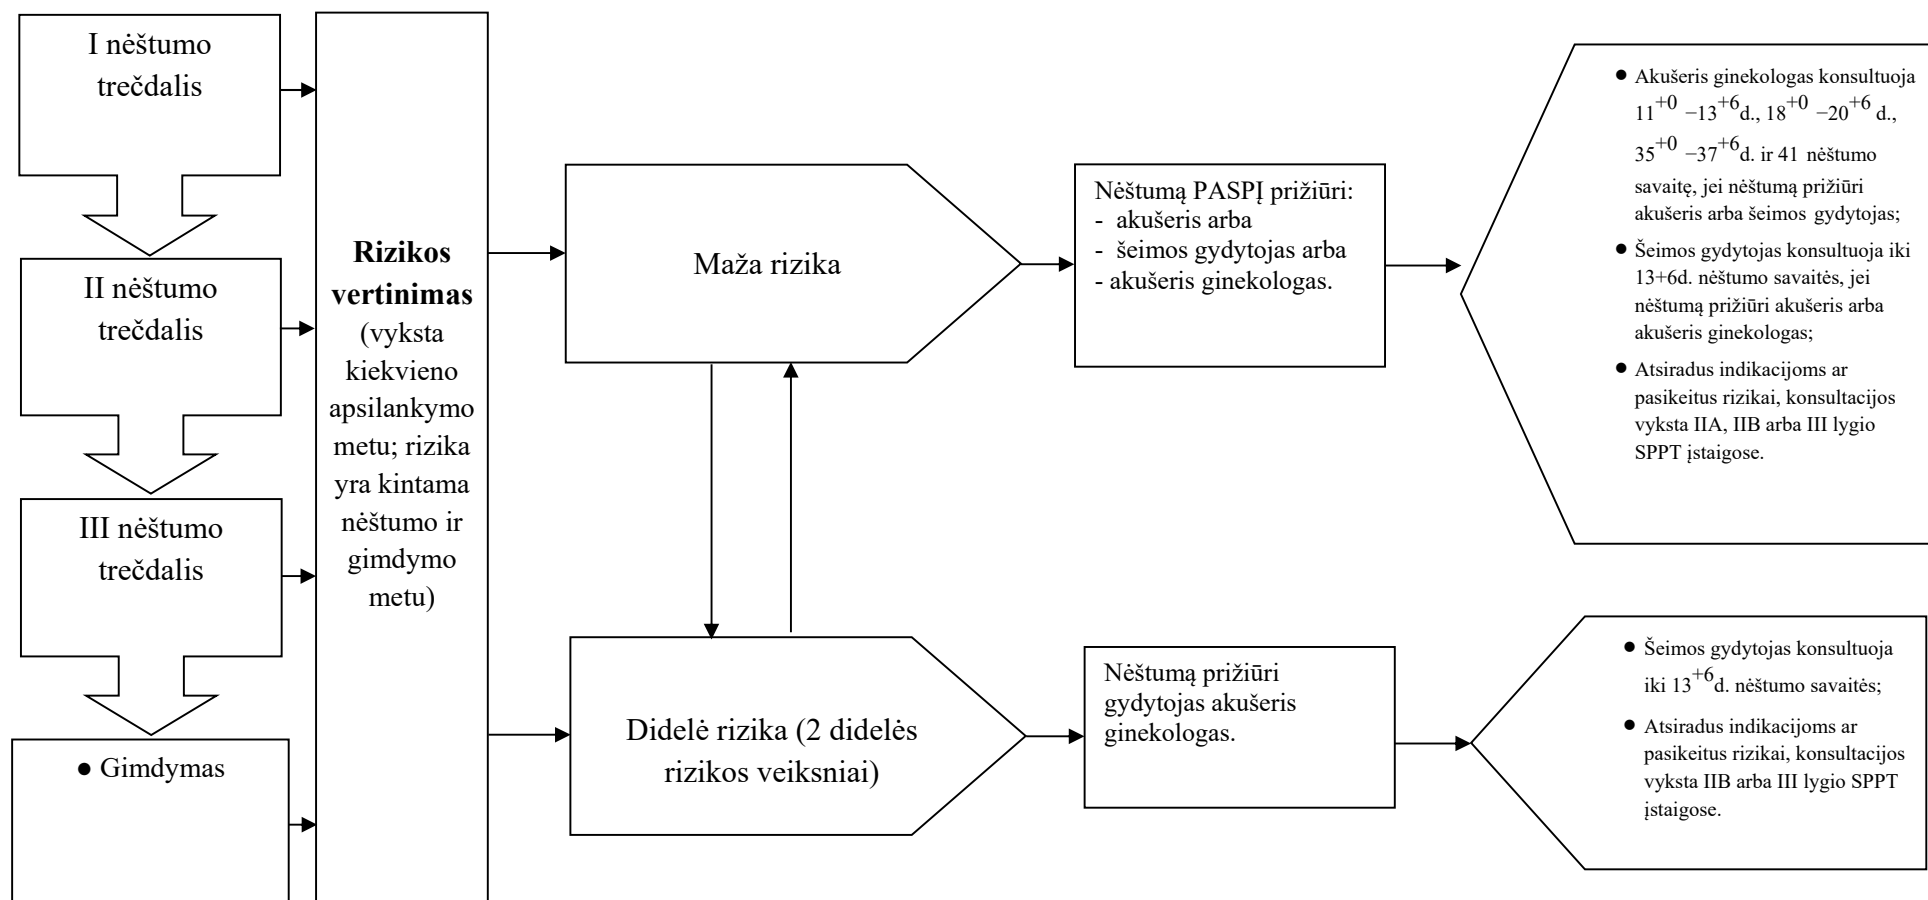 I nėštumo
trečdalis
II nėštumo
trečdalis
III nėštumo
trečdalis
● Gimdymas
Rizikos
vertinimas
(vyksta
kiekvieno
apsilankymo
metu; rizika
yra kintama
nėštumo ir
gimdymo
metu)
Maža rizika
Nėštumą PASPĮ prižiūri:
- akušeris arba
- šeimos gydytojas arba
- akušeris ginekologas.
● Akušeris ginekologas konsultuoja
11+0 −13+6d., 18+0 −20+6 d.,
35+0 −37+6d. ir 41 nėštumo
savaitę, jei nėštumą prižiūri
akušeris arba šeimos gydytojas;
● Šeimos gydytojas konsultuoja iki
13+6d. nėštumo savaitės, jei
nėštumą prižiūri akušeris arba
akušeris ginekologas;
● Atsiradus indikacijoms ar
pasikeitus rizikai, konsultacijos
vyksta IIA, IIB arba III lygio
SPPT įstaigose.
Didelė rizika (2 didelės
rizikos veiksniai)
Nėštumą prižiūri
gydytojas akušeris
ginekologas.
● Šeimos gydytojas konsultuoja
iki 13+6d. nėštumo savaitės;
● Atsiradus indikacijoms ar
pasikeitus rizikai, konsultacijos
vyksta IIB arba III lygio SPPT
įstaigose.